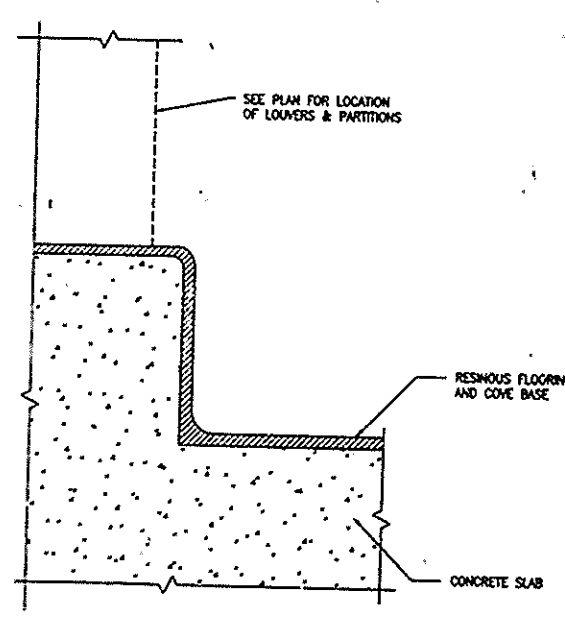 SEE PLAN FOR LOCATION
OF LOUVERS & PARTITIONS
RESINOUS FLOORIN
AND COVE BASE
CONCRETE SLAB